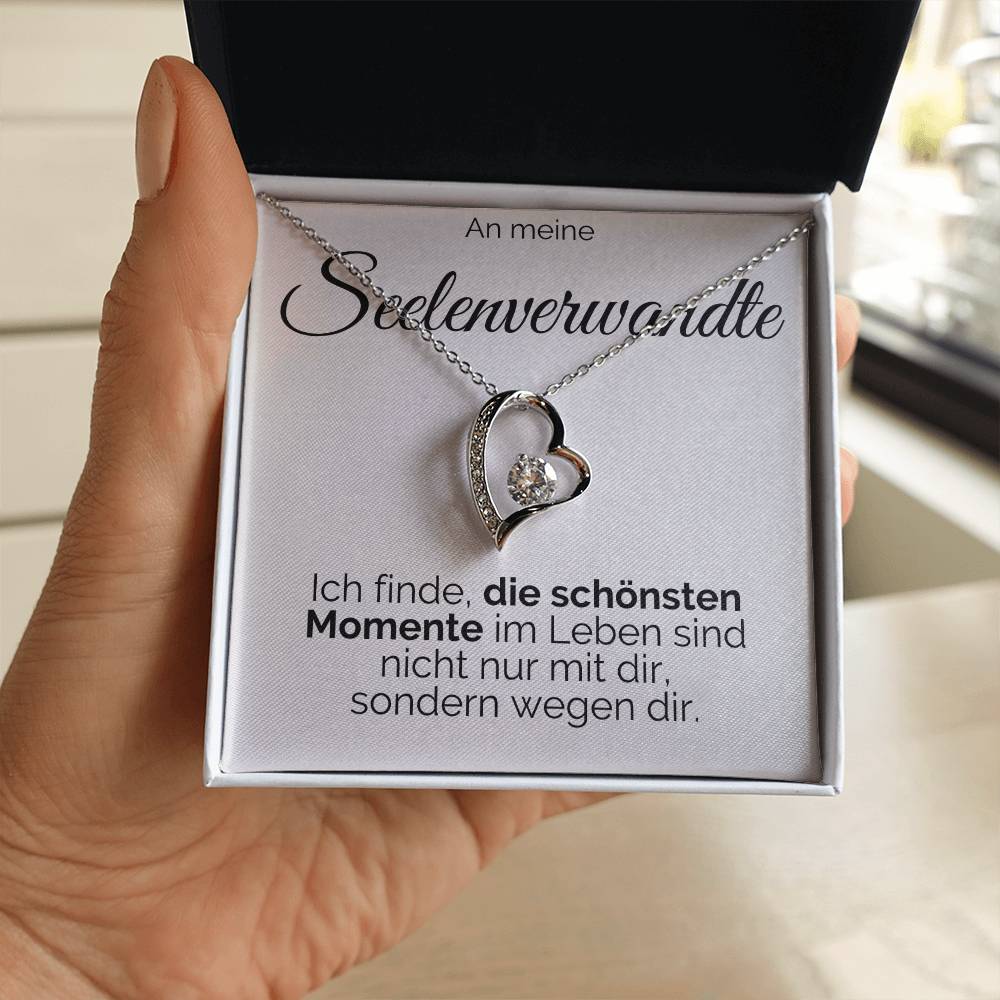 An meine
Seelenverwandte
Ich finde, die schönsten
Momente im Leben sind
nicht nur mit dir,
sondern wegen dir.